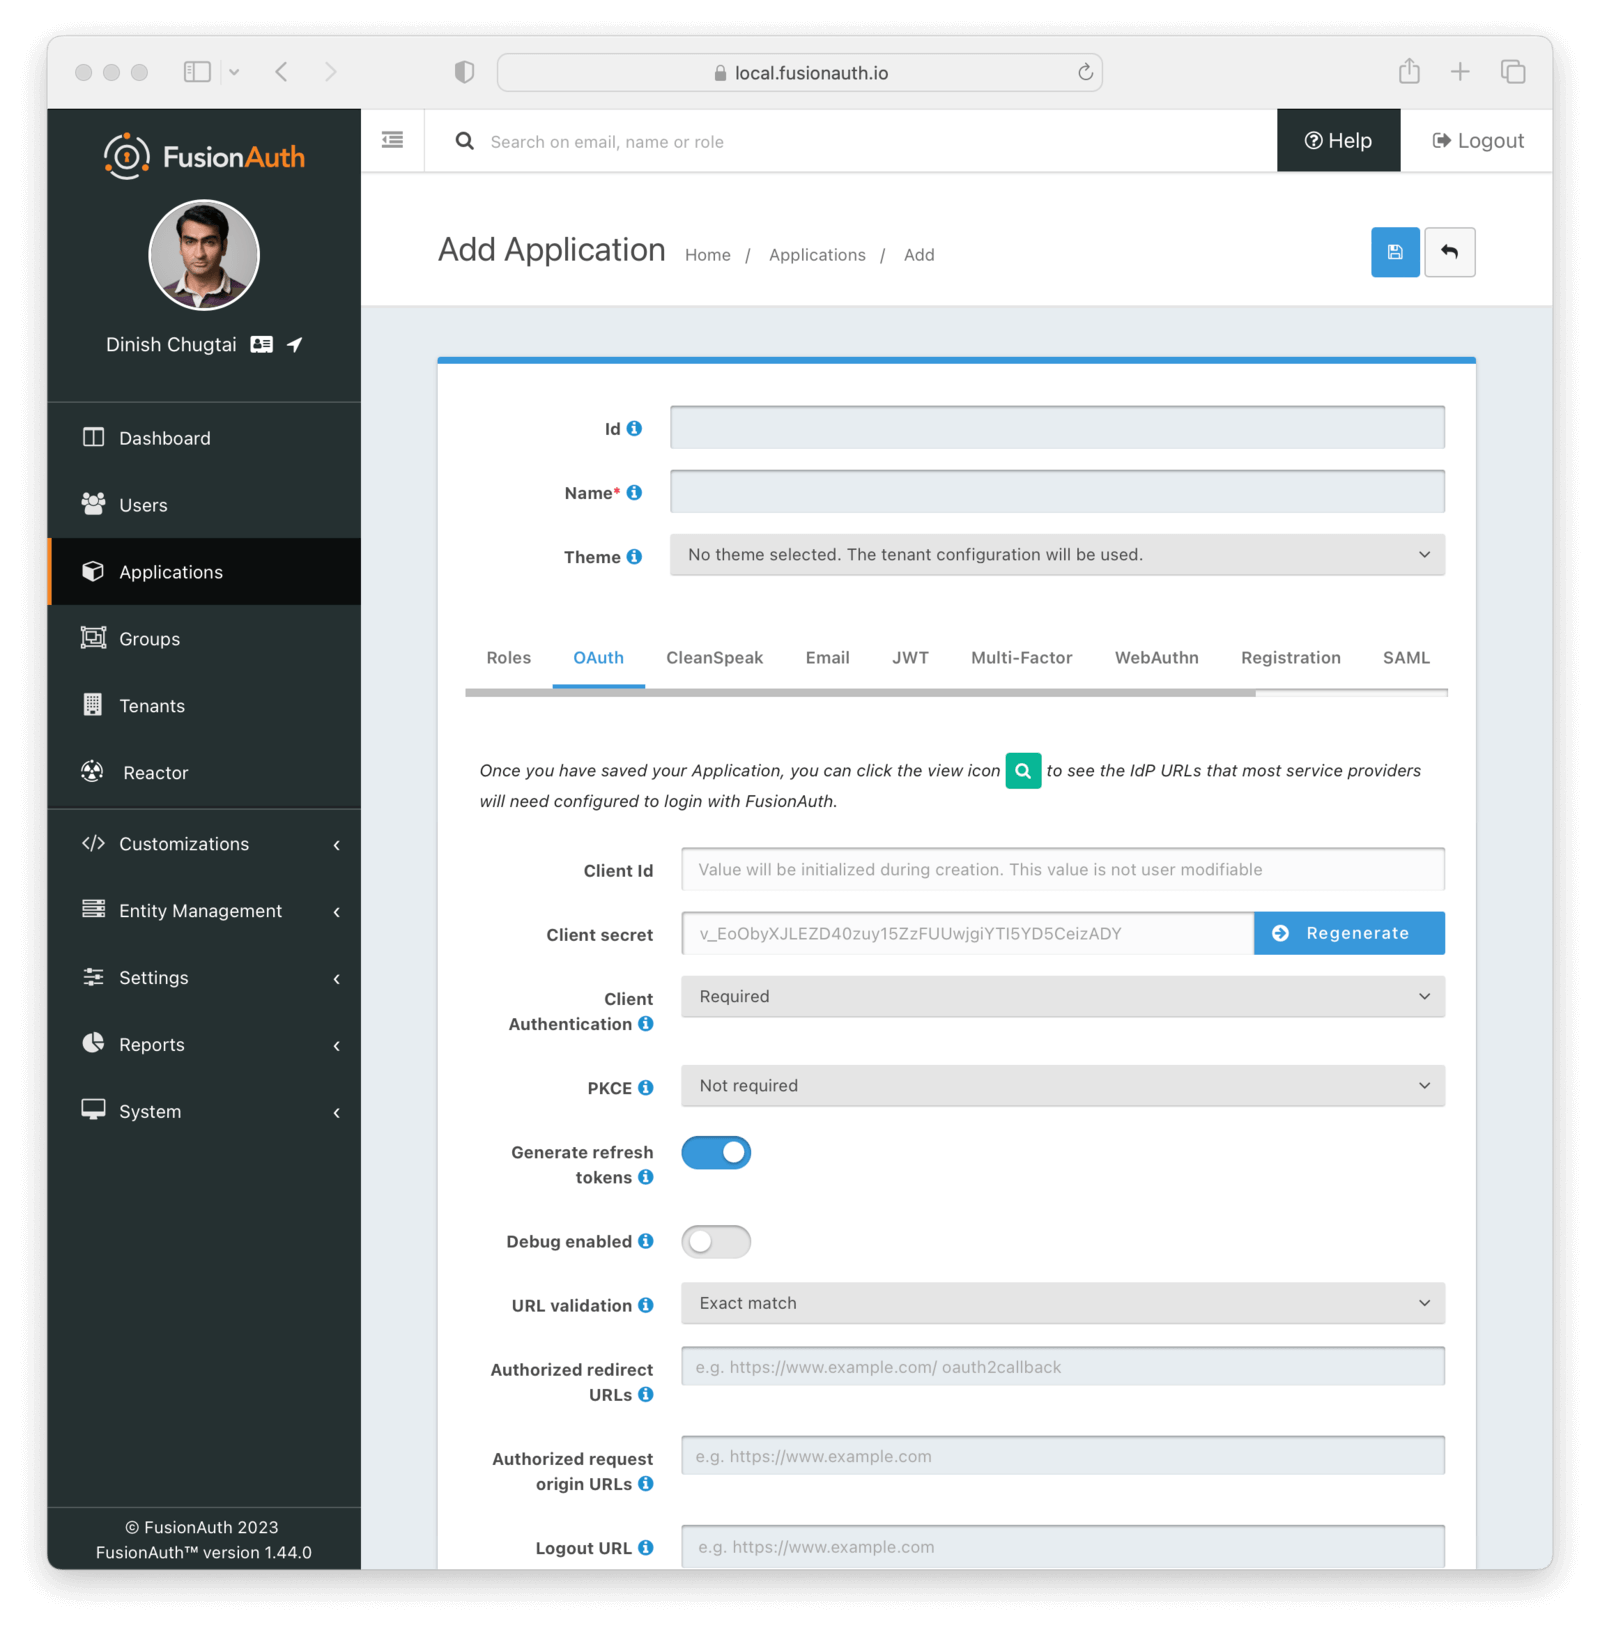 local.fusionauth.io
FusionAuth
Search on email, name or role
Help
Logout
Dinish Chugtai
Add Application
Home / Applications / Add
Dashboard
Users
Applications
Groups
Tenants
Reactor
Customizations
Entity Management
Settings
Reports
System
© FusionAuth 2023
FusionAuth™ version 1.44.0
Id
Name*
Theme No theme selected. The tenant configuration will be used.
Roles OAuth CleanSpeak Email JWT Multi-Factor WebAuthn Registration SAML
Once you have saved your Application, you can click the view icon to see the IdP URLs that most service providers
will need configured to login with FusionAuth.
Client Id Value will be initialized during creation. This value is not user modifiable
Client secret v_EoObyXJLEZD40zuy15ZzFUUwjgiYTI5YD5CeizADY Regenerate
Client
Authentication Required
PKCE Not required
Generate refresh
tokens
Debug enabled
URL validation Exact match
Authorized redirect
URLs e.g. https://www.example.com/ oauth2callback
Authorized request
origin URLs e.g. https://www.example.com
Logout URL e.g. https://www.example.com